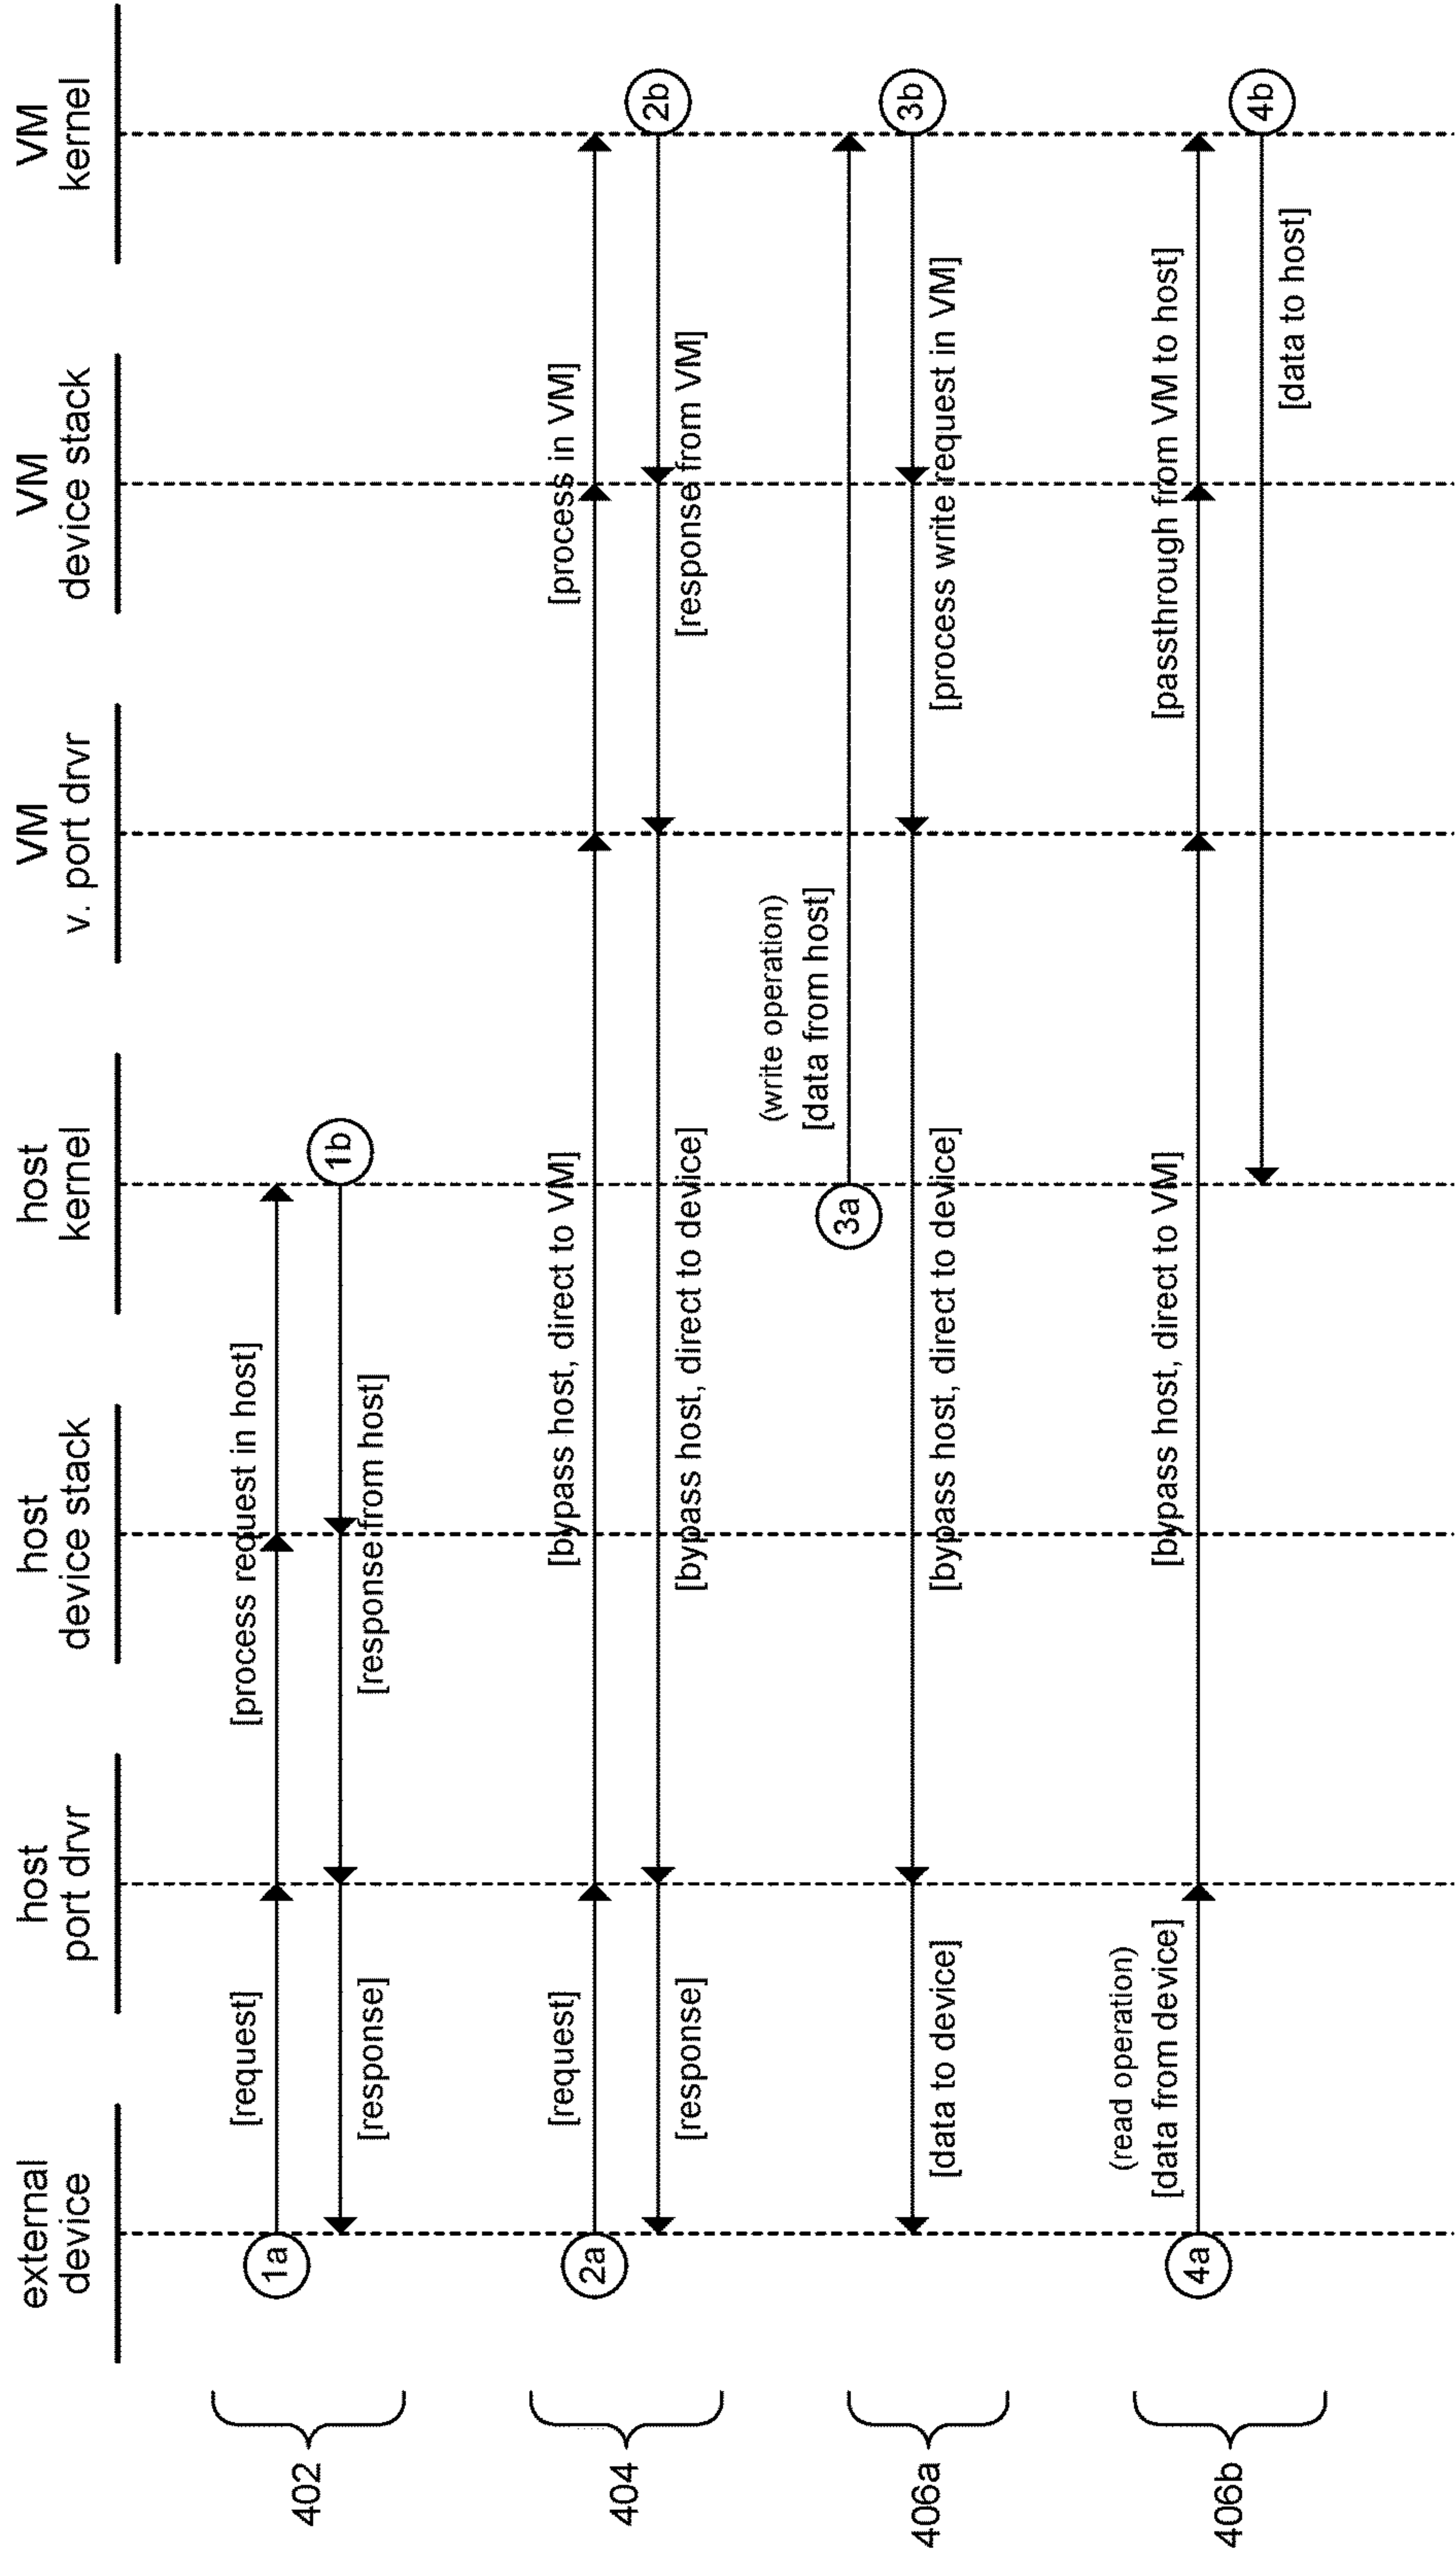 external
device
host
port drvr
host
device stack
host
kernel
VM
v. port drvr
VM
device stack
VM
kernel
402
1a
[request]
[process request in host]
1b
[response]
[response from host]
404
2a
[request]
[bypass host, direct to VM]
[process in VM]
2b
[response]
[bypass host, direct to device]
[response from VM]
406a
(write operation)
[data from host]
3a
3b
[data to device]
[bypass host, direct to device]
[process write request in VM]
406b
(read operation)
[data from device]
[bypass host, direct to VM]
[passthrough from VM to host]
4a
4b
[data to host]